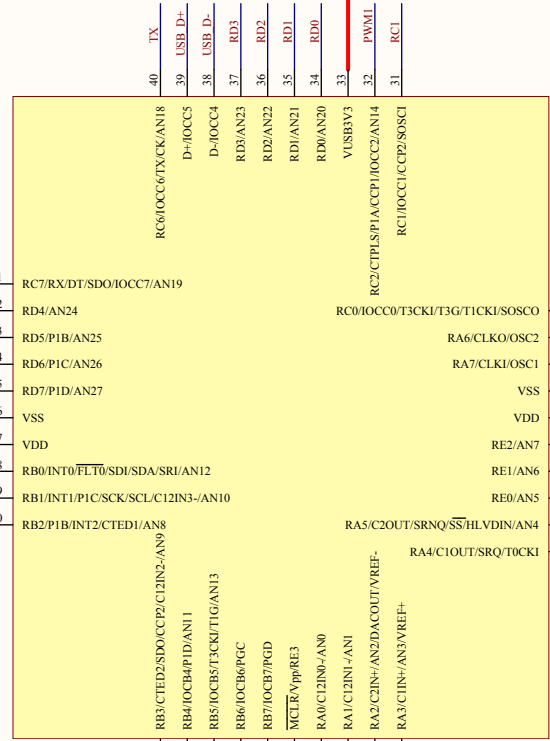 TX
USB D+
USB D-
RD3
RD2
RD1
RD0
PWM1
RC1
40
39
38
37
36
35
34
33
32
31
RC6/IOCC6/TX/CK/AN18
D+/IOCC5
D-/IOCC4
RD3/AN23
RD2/AN22
RD1/AN21
RD0/AN20
VUSB3V3
RC2/CTPLS/P1A/CCP1/IOCC2/AN14
RC1/IOCC1/CCP2/SOSCI
RC7/RX/DT/SDO/IOCC7/AN19
RD4/AN24
RD5/P1B/AN25
RD6/P1C/AN26
RD7/P1D/AN27
VSS
VDD
RB0/INT0/FLT0/SDI/SDA/SRI/AN12
RB1/INT1/P1C/SCK/SCL/C12IN3-/AN10
RB2/P1B/INT2/CTED1/AN8
RC0/IOCC0/T3CKI/T3G/T1CKI/SOSCO
RA6/CLKO/OSC2
RA7/CLKI/OSC1
VSS
VDD
RE2/AN7
RE1/AN6
RE0/AN5
RA5/C2OUT/SRNQ/SS/HLVDIN/AN4
RA4/C1OUT/SRQ/T0CKI
RB3/CTED2/SDO/CCP2/C12IN2-/AN9
RB4/IOCB4/P1D/AN11
RB5/IOCB5/T3CKI/T1G/AN13
RB6/IOCB6/PGC
RB7/IOCB7/PGD
MCLR/Vpp/RE3
RA0/C12IN0-/AN0
RA1/C12IN1-/AN1
RA2/C2IN+/AN2/DACOUT/VREF-
RA3/C1IN+/AN3/VREF+